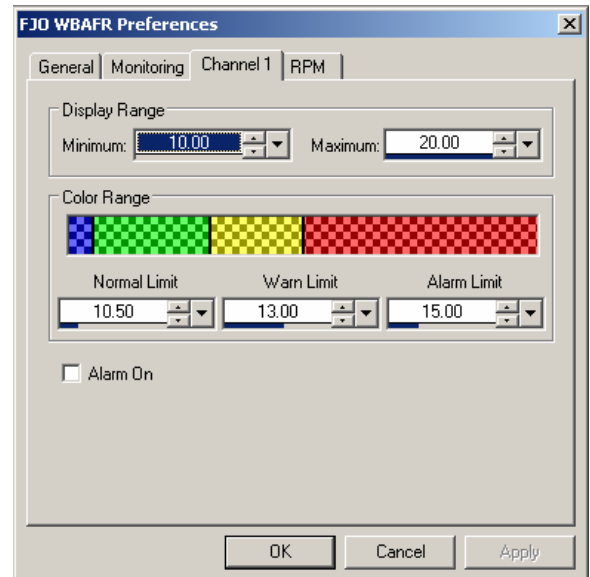 FJO WBAFR Preferences
General Monitoring Channel 1 RPM
Display Range
Minimum: 10.00 Maximum: 20.00
Color Range
Normal Limit Warn Limit Alarm Limit
10.50 13.00 15.00
Alarm On
OK Cancel Apply